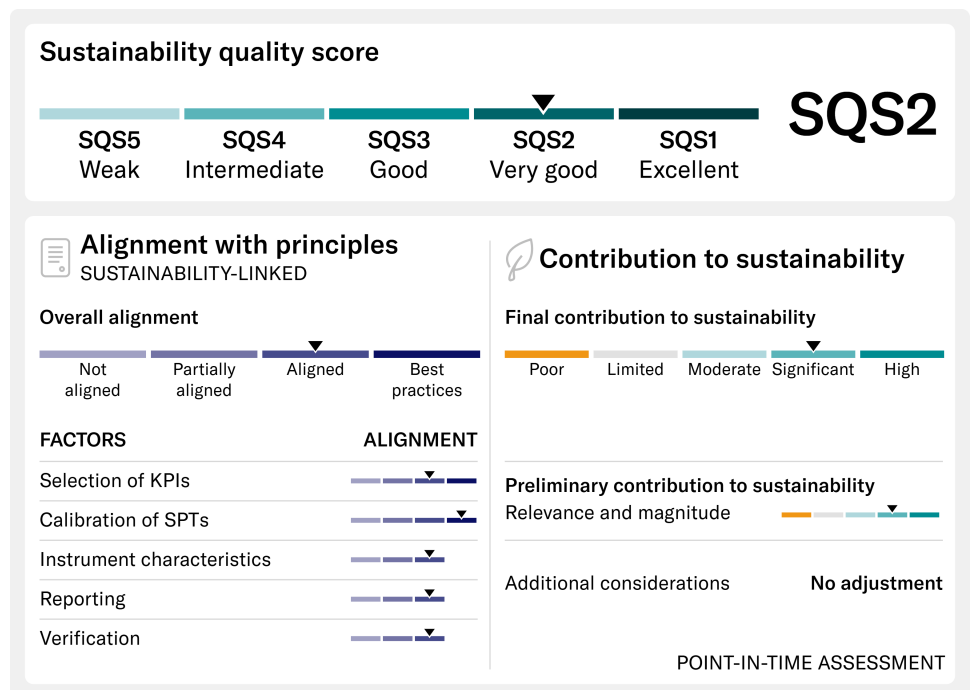 Sustainability quality score
SQS2
SQS5 SQS4 SQS3 SQS2 SQS1
Weak Intermediate Good Very good Excellent
Alignment with principles
SUSTAINABILITY-LINKED
Overall alignment
Not Partially Aligned Best
aligned aligned practices
FACTORS ALIGNMENT
Selection of KPIs
Calibration of SPTs
Instrument characteristics
Reporting
Verification
Contribution to sustainability
Final contribution to sustainability
Poor Limited Moderate Significant High
Preliminary contribution to sustainability
Relevance and magnitude
Additional considerations No adjustment
POINT-IN-TIME ASSESSMENT